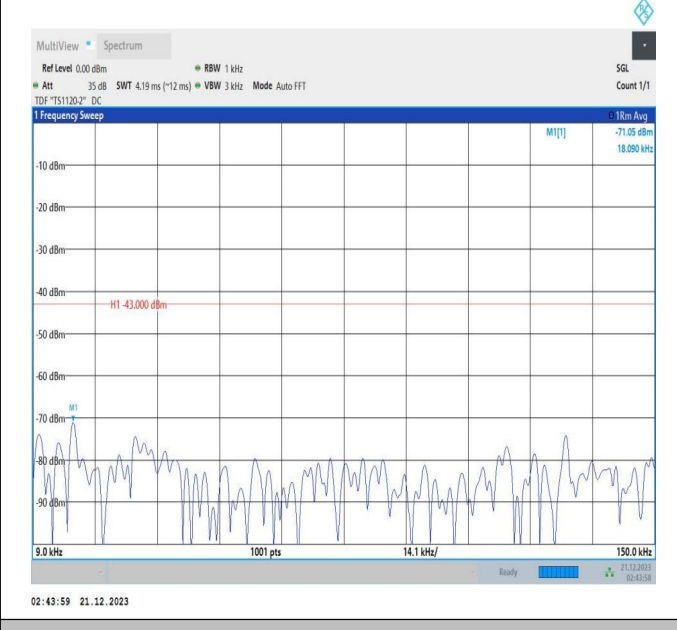 R S
MultiView Spectrum
Ref Level 0.00 dBm RBW 1 kHz SGL
Att 35 dB SWT 4.19 ms (~12 ms) VBW 3 kHz Mode Auto FFT Count 1/1
TDF "TS1120-2" DC
1 Frequency Sweep 1Rm Avg
M1[1] -71.05 dBm
18.090 kHz
-10 dBm
-20 dBm
-30 dBm
-40 dBm
H1 -43.000 dBm
-50 dBm
-60 dBm
M1
-70 dBm
-80 dBm
-90 dBm
9.0 kHz 1001 pts 14.1 kHz/ 150.0 kHz
Ready 21.12.2023
02:43:58
02:43:59 21.12.2023